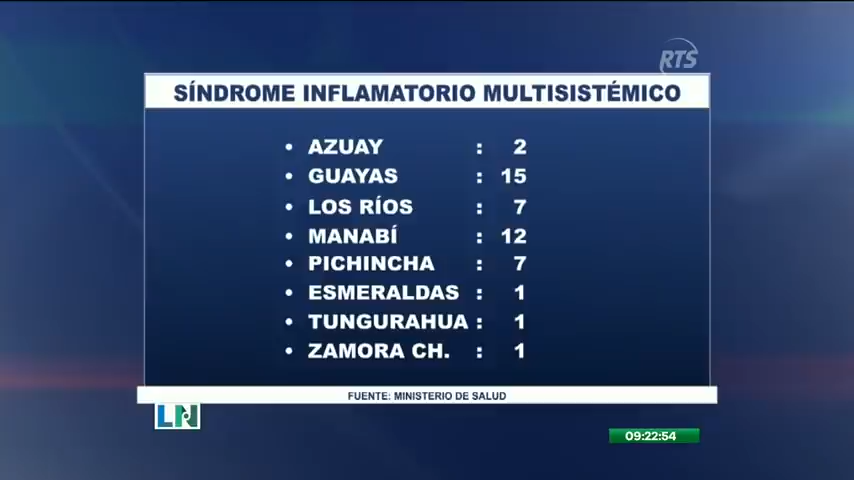 RTS
SÍNDROME INFLAMATORIO MULTISISTÉMICO
• AZUAY : 2
• GUAYAS : 15
• LOS RÍOS : 7
• MANABÍ : 12
• PICHINCHA : 7
• ESMERALDAS : 1
• TUNGURAHUA : 1
• ZAMORA CH. : 1
FUENTE: MINISTERIO DE SALUD
LN
09:22:54